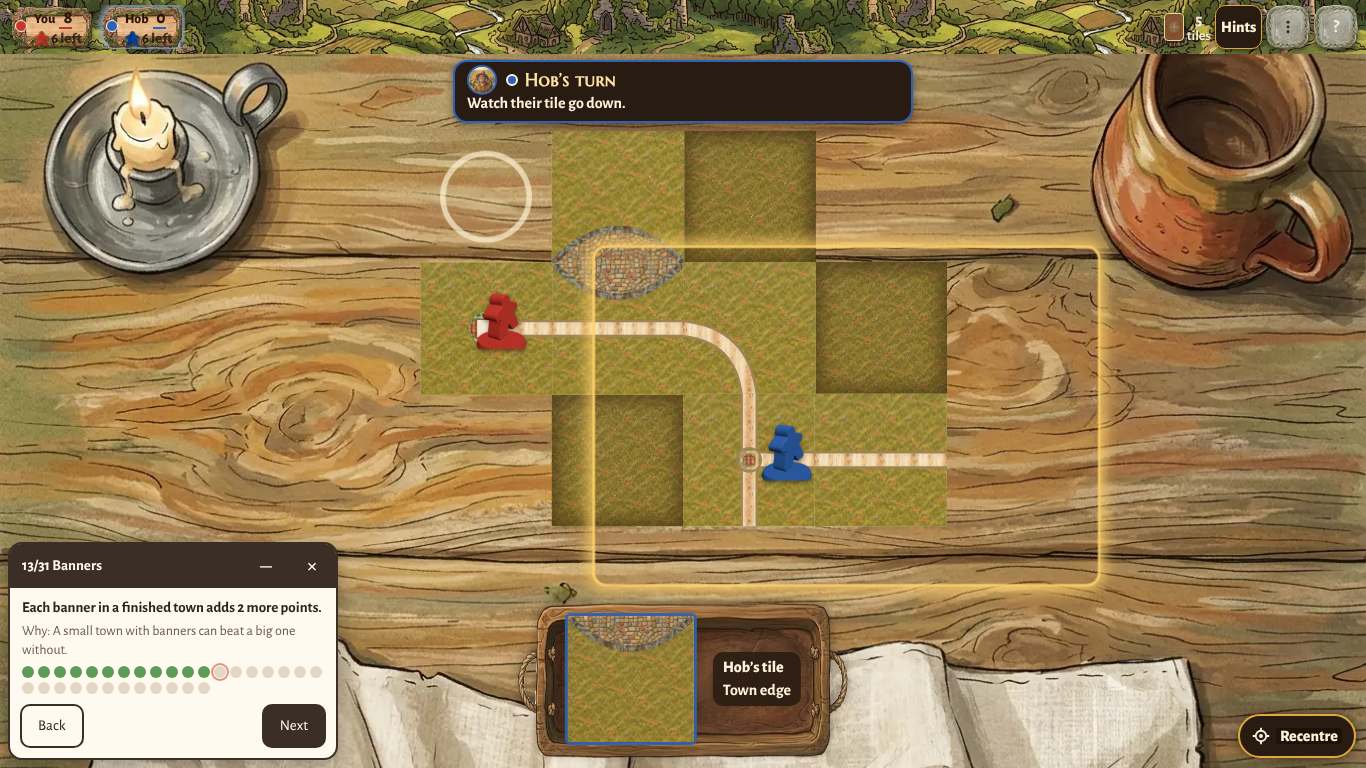 You 8
6 left
Hob 0
6 left
5
tiles
Hints
?
HOB'S TURN
Watch their tile go down.
13/31 Banners
Each banner in a finished town adds 2 more points.
Why: A small town with banners can beat a big one
without.
Back
Next
Hob's tile
Town edge
Recentre